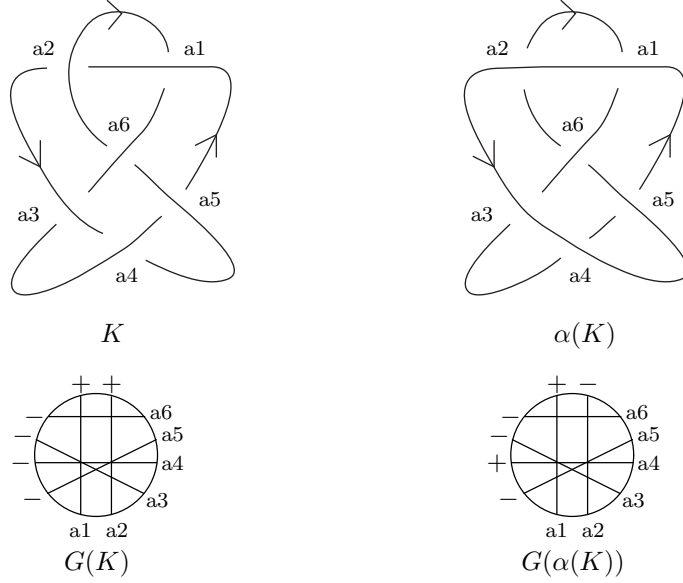 a2 a1 a2 a1
a6 a6
a3 a5 a3 a5
a4 a4
K α(K)
+ + + −
− a6 − a6
− a5 − a5
− a4 + a4
− a3 − a3
a1 a2 a1 a2
G(K) G(α(K))